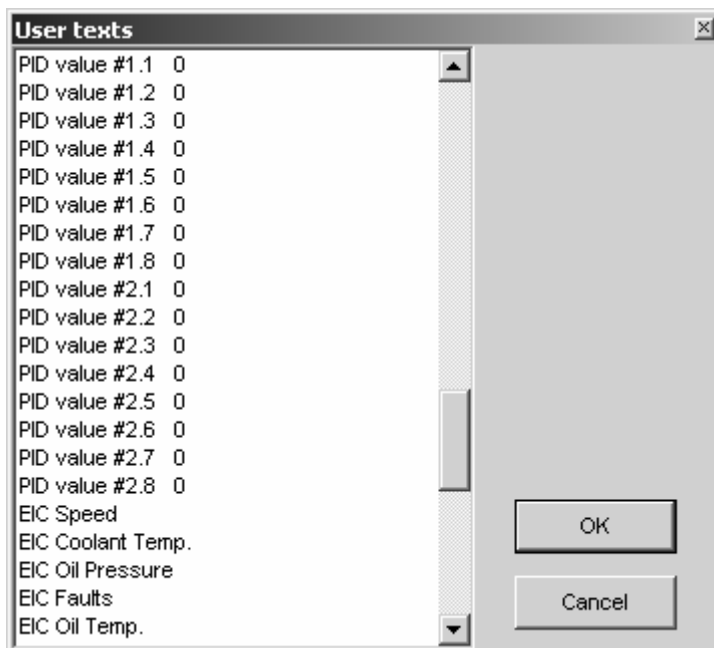 User texts
PID value #1.1 0
PID value #1.2 0
PID value #1.3 0
PID value #1.4 0
PID value #1.5 0
PID value #1.6 0
PID value #1.7 0
PID value #1.8 0
PID value #2.1 0
PID value #2.2 0
PID value #2.3 0
PID value #2.4 0
PID value #2.5 0
PID value #2.6 0
PID value #2.7 0
PID value #2.8 0
EIC Speed
EIC Coolant Temp.
EIC Oil Pressure
EIC Faults
EIC Oil Temp.
OK
Cancel